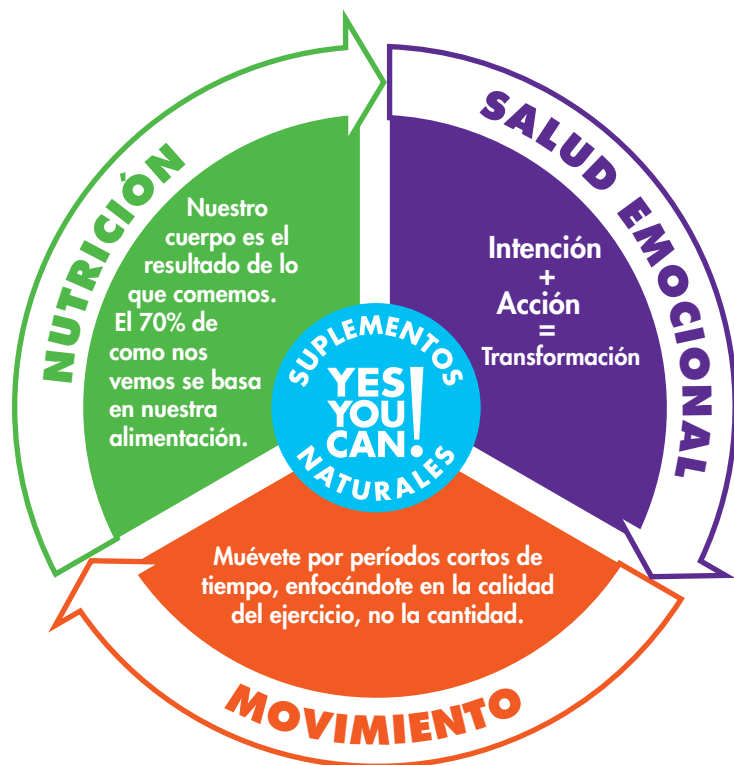 NUTRICIÓN
Nuestro
cuerpo es el
resultado de lo
que comemos.
El 70% de
como nos
vemos se basa
en nuestra
alimentación.
SALUD EMOCIONAL
Intención
+
Acción
=
Transformación
SUPLEMENTOS
YES
YOU
CAN!
NATURALES
Muévete por períodos cortos de
tiempo, enfocándote en la calidad
del ejercicio, no la cantidad.
MOVIMIENTO